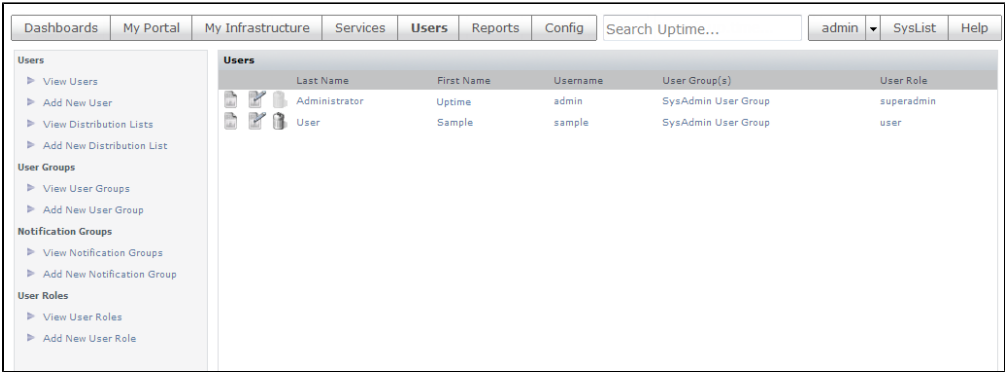 Dashboards My Portal My Infrastructure Services Users Reports Config Search Uptime... admin SysList Help
Users
View Users
Add New User
View Distribution Lists
Add New Distribution List
User Groups
View User Groups
Add New User Group
Notification Groups
View Notification Groups
Add New Notification Group
User Roles
View User Roles
Add New User Role
Users
Last Name First Name Username User Group(s) User Role
Administrator Uptime admin SysAdmin User Group superadmin
User Sample sample SysAdmin User Group user